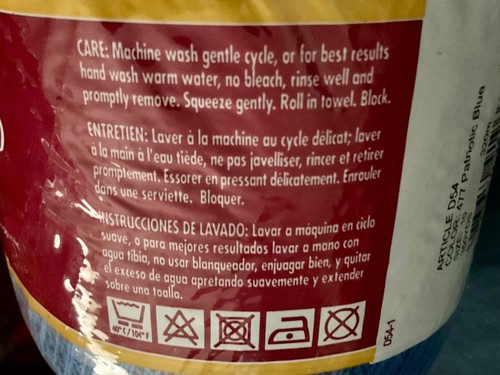 CARE: Machine wash gentle cycle, or for best results
hand wash warm water, no bleach, rinse well and
promptly remove. Squeeze gently. Roll in towel. Block.
ENTRETIEN: Laver à la machine au cycle délicat; laver
à la main à l'eau tiède, ne pas javelliser, rincer et retirer
promptement. Essorer en pressant délicatement. Enrouler
dans une serviette. Bloquer.
INSTRUCCIONES DE LAVADO: Lavar a máquina en ciclo
suave, o para mejores resultados lavar a mano con
agua tibia, no usar blanqueador, enjuagar bien, y quitar
el exceso de agua apretando suavemente y extender
sobre una toalla.
40° C / 104° F
D54-1
ARTICLE D54
COLOR: 477 Patriotic Blue